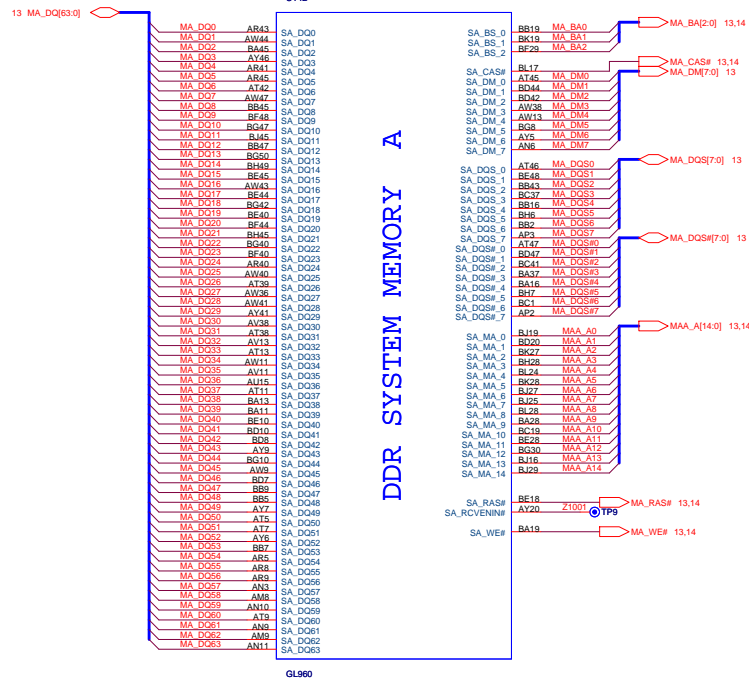 13 MA_DQ[63:0]
MA_DQ0 AR43 SA_DQ0
MA_DQ1 AW44 SA_DQ1
MA_DQ2 BA45 SA_DQ2
MA_DQ3 AY46 SA_DQ3
MA_DQ4 AR41 SA_DQ4
MA_DQ5 AR45 SA_DQ5
MA_DQ6 AT42 SA_DQ6
MA_DQ7 AW47 SA_DQ7
MA_DQ8 BB45 SA_DQ8
MA_DQ9 BF48 SA_DQ9
MA_DQ10 BG47 SA_DQ10
MA_DQ11 BJ45 SA_DQ11
MA_DQ12 BB47 SA_DQ12
MA_DQ13 BG50 SA_DQ13
MA_DQ14 BH49 SA_DQ14
MA_DQ15 BE45 SA_DQ15
MA_DQ16 AW43 SA_DQ16
MA_DQ17 BE44 SA_DQ17
MA_DQ18 BG42 SA_DQ18
MA_DQ19 BE40 SA_DQ19
MA_DQ20 BF44 SA_DQ20
MA_DQ21 BH45 SA_DQ21
MA_DQ22 BG40 SA_DQ22
MA_DQ23 BF40 SA_DQ23
MA_DQ24 AR40 SA_DQ24
MA_DQ25 AW40 SA_DQ25
MA_DQ26 AT39 SA_DQ26
MA_DQ27 AW36 SA_DQ27
MA_DQ28 AW41 SA_DQ28
MA_DQ29 AY41 SA_DQ29
MA_DQ30 AV38 SA_DQ30
MA_DQ31 AT38 SA_DQ31
MA_DQ32 AV13 SA_DQ32
MA_DQ33 AT13 SA_DQ33
MA_DQ34 AW11 SA_DQ34
MA_DQ35 AV11 SA_DQ35
MA_DQ36 AU15 SA_DQ36
MA_DQ37 AT11 SA_DQ37
MA_DQ38 BA13 SA_DQ38
MA_DQ39 BA11 SA_DQ39
MA_DQ40 BE10 SA_DQ40
MA_DQ41 BD10 SA_DQ41
MA_DQ42 BD8 SA_DQ42
MA_DQ43 AY9 SA_DQ43
MA_DQ44 BG10 SA_DQ44
MA_DQ45 AW9 SA_DQ45
MA_DQ46 BD7 SA_DQ46
MA_DQ47 BB9 SA_DQ47
MA_DQ48 BB5 SA_DQ48
MA_DQ49 AY7 SA_DQ49
MA_DQ50 AT5 SA_DQ50
MA_DQ51 AT7 SA_DQ51
MA_DQ52 AY6 SA_DQ52
MA_DQ53 BB7 SA_DQ53
MA_DQ54 AR5 SA_DQ54
MA_DQ55 AR8 SA_DQ55
MA_DQ56 AR9 SA_DQ56
MA_DQ57 AN3 SA_DQ57
MA_DQ58 AM8 SA_DQ58
MA_DQ59 AN10 SA_DQ59
MA_DQ60 AT9 SA_DQ60
MA_DQ61 AN9 SA_DQ61
MA_DQ62 AM9 SA_DQ62
MA_DQ63 AN11 SA_DQ63
DDR SYSTEM MEMORY A
SA_BS_0 BB19 MA_BA0
SA_BS_1 BK19 MA_BA1
SA_BS_2 BF29 MA_BA2
MA_BA[2:0] 13,14
SA_CAS# BL17 MA_CAS# 13,14
SA_DM_0 AT45 MA_DM0
SA_DM_1 BD44 MA_DM1
SA_DM_2 BD42 MA_DM2
SA_DM_3 AW38 MA_DM3
SA_DM_4 AW13 MA_DM4
SA_DM_5 BG8 MA_DM5
SA_DM_6 AY5 MA_DM6
SA_DM_7 AN6 MA_DM7
MA_DM[7:0] 13
SA_DQS_0 AT46 MA_DQS0
SA_DQS_1 BE48 MA_DQS1
SA_DQS_2 BB43 MA_DQS2
SA_DQS_3 BC37 MA_DQS3
SA_DQS_4 BB16 MA_DQS4
SA_DQS_5 BH6 MA_DQS5
SA_DQS_6 BB2 MA_DQS6
SA_DQS_7 AP3 MA_DQS7
MA_DQS[7:0] 13
SA_DQS#_0 AT47 MA_DQS#0
SA_DQS#_1 BD47 MA_DQS#1
SA_DQS#_2 BC41 MA_DQS#2
SA_DQS#_3 BA37 MA_DQS#3
SA_DQS#_4 BA16 MA_DQS#4
SA_DQS#_5 BH7 MA_DQS#5
SA_DQS#_6 BC1 MA_DQS#6
SA_DQS#_7 AP2 MA_DQS#7
MA_DQS#[7:0] 13
SA_MA_0 BJ19 MAA_A0
SA_MA_1 BD20 MAA_A1
SA_MA_2 BK27 MAA_A2
SA_MA_3 BH28 MAA_A3
SA_MA_4 BL24 MAA_A4
SA_MA_5 BK28 MAA_A5
SA_MA_6 BJ27 MAA_A6
SA_MA_7 BJ25 MAA_A7
SA_MA_8 BL28 MAA_A8
SA_MA_9 BA28 MAA_A9
SA_MA_10 BC19 MAA_A10
SA_MA_11 BE28 MAA_A11
SA_MA_12 BG30 MAA_A12
SA_MA_13 BJ16 MAA_A13
SA_MA_14 BJ29 MAA_A14
MAA_A[14:0] 13,14
SA_RAS# BE18 MA_RAS# 13,14
SA_RCVENIN# AY20 Z1001 TP9
SA_WE# BA19 MA_WE# 13,14
GL960